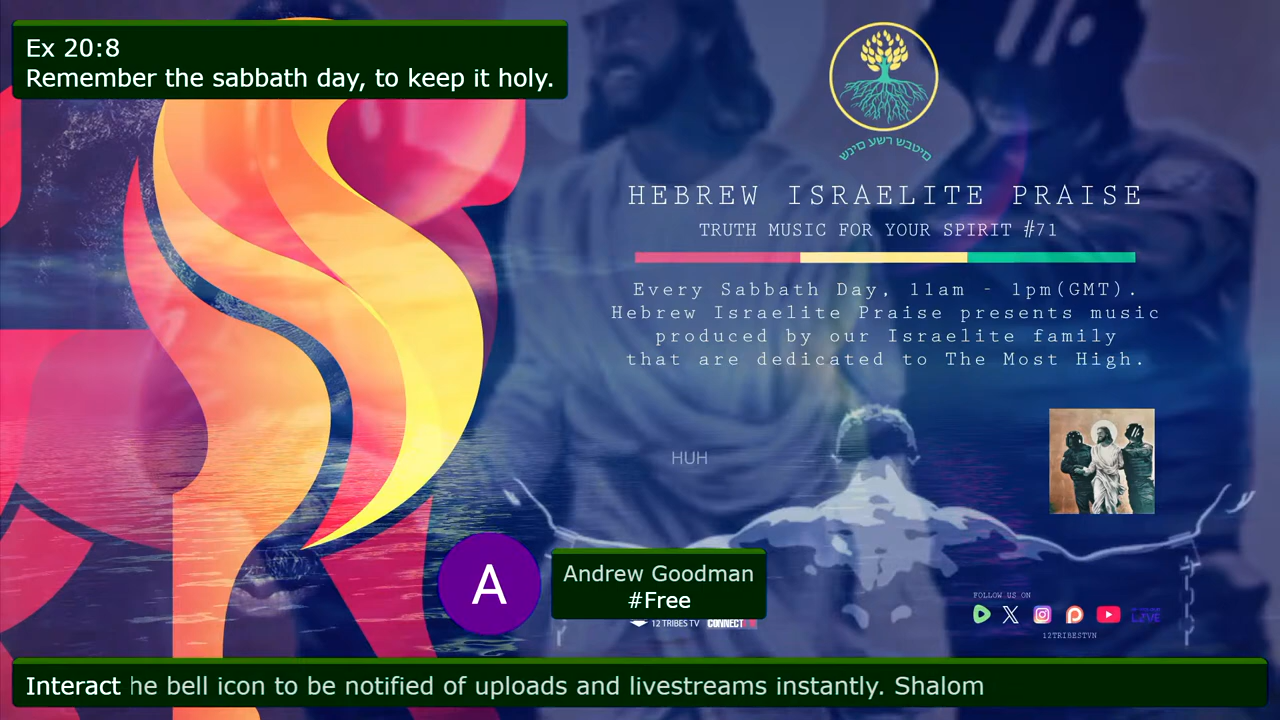 Ex 20:8
Remember the sabbath day, to keep it holy.
HEBREW ISRAELITE PRAISE
TRUTH MUSIC FOR YOUR SPIRIT #71
Every Sabbath Day, 11am - 1pm(GMT).
Hebrew Israelite Praise presents music
produced by our Israelite family
that are dedicated to The Most High.
HUH
A
Andrew Goodman
#Free
12 TRIBES TV CONNECT
FOLLOW US ON
LIVE
12TRIBESTVN
Interact he bell icon to be notified of uploads and livestreams instantly. Shalom